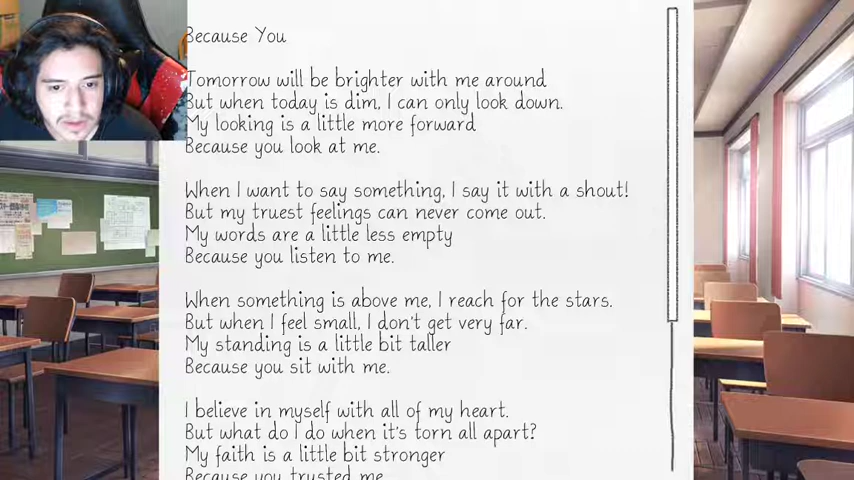 Because You
Tomorrow will be brighter with me around
But when today is dim, I can only look down.
My looking is a little more forward
Because you look at me.
When I want to say something, I say it with a shout!
But my truest feelings can never come out.
My words are a little less empty
Because you listen to me.
When something is above me, I reach for the stars.
But when I feel small, I don't get very far.
My standing is a little bit taller
Because you sit with me.
I believe in myself with all of my heart.
But what do I do when it's torn all apart?
My faith is a little bit stronger
Because you trusted me.